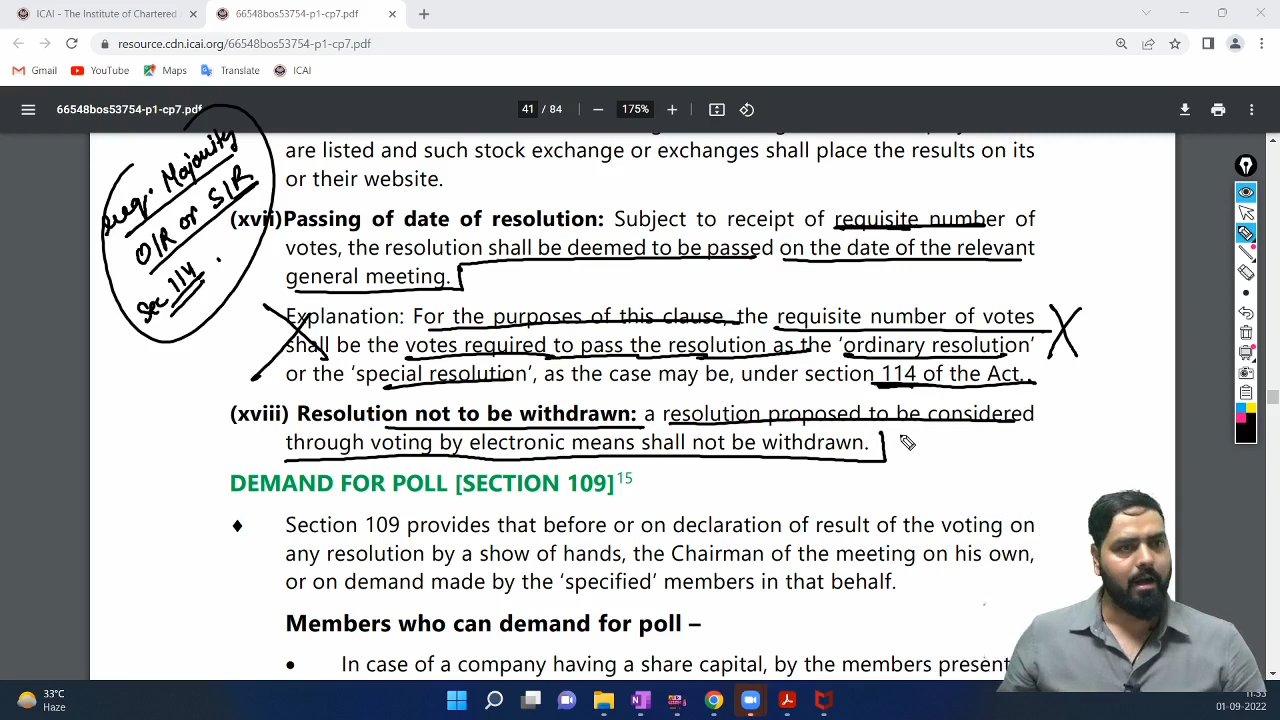 ICAI - The Institute of Chartered
66548bos53754-p1-cp7.pdf
resource.cdn.icai.org/66548bos53754-p1-cp7.pdf
Gmail YouTube Maps Translate ICAI
66548bos53754-p1-cp7.pdf 41 / 84 175%
are listed and such stock exchange or exchanges shall place the results on its
or their website.
req. Majority
O/R or S/R
Sec 114.
(xvii)Passing of date of resolution: Subject to receipt of requisite number of
votes, the resolution shall be deemed to be passed on the date of the relevant
general meeting.
Explanation: For the purposes of this clause, the requisite number of votes
shall be the votes required to pass the resolution as the ‘ordinary resolution’
or the ‘special resolution’, as the case may be, under section 114 of the Act..
(xviii) Resolution not to be withdrawn: a resolution proposed to be considered
through voting by electronic means shall not be withdrawn.
DEMAND FOR POLL [SECTION 109]15
Section 109 provides that before or on declaration of result of the voting on
any resolution by a show of hands, the Chairman of the meeting on his own,
or on demand made by the ‘specified’ members in that behalf.
Members who can demand for poll –
In case of a company having a share capital, by the members present
33°C
Haze
11:53
01-09-2022